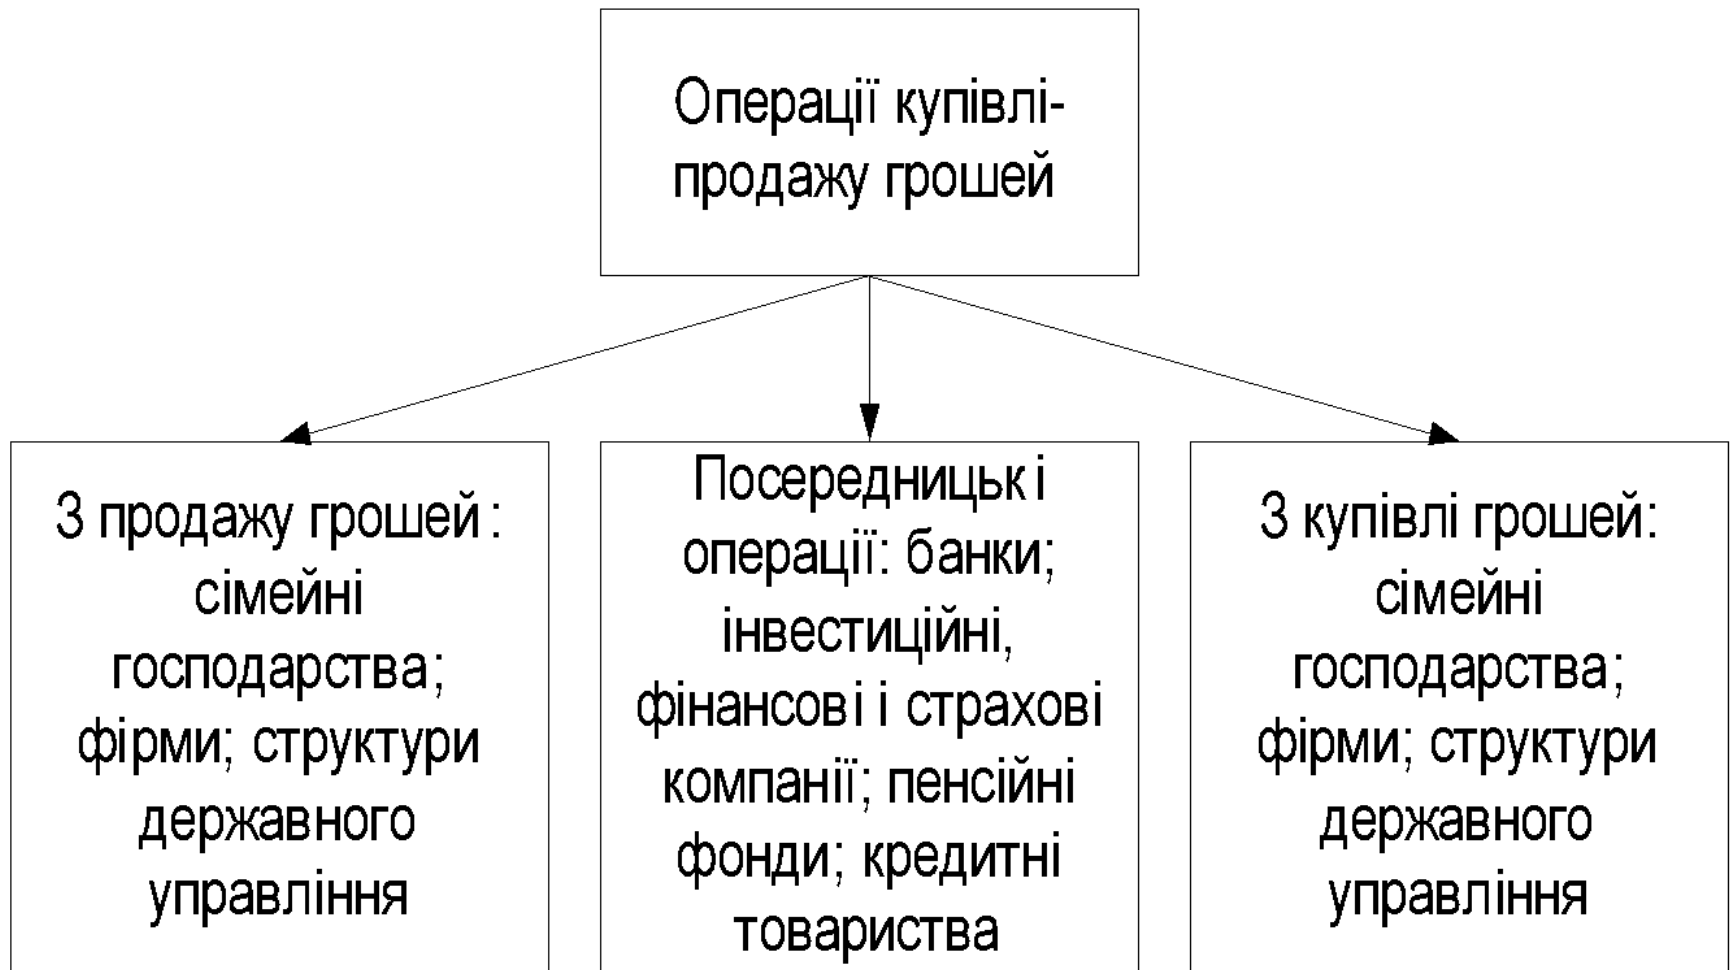 Операції купівлі-
продажу грошей
З продажу грошей:
сімейні
господарства;
фірми; структури
державного
управління
Посередницьк і
операції: банки;
інвестиційні,
фінансові і страхові
компанії; пенсійні
фонди; кредитні
товариства
З купівлі грошей:
сімейні
господарства;
фірми; структури
державного
управління